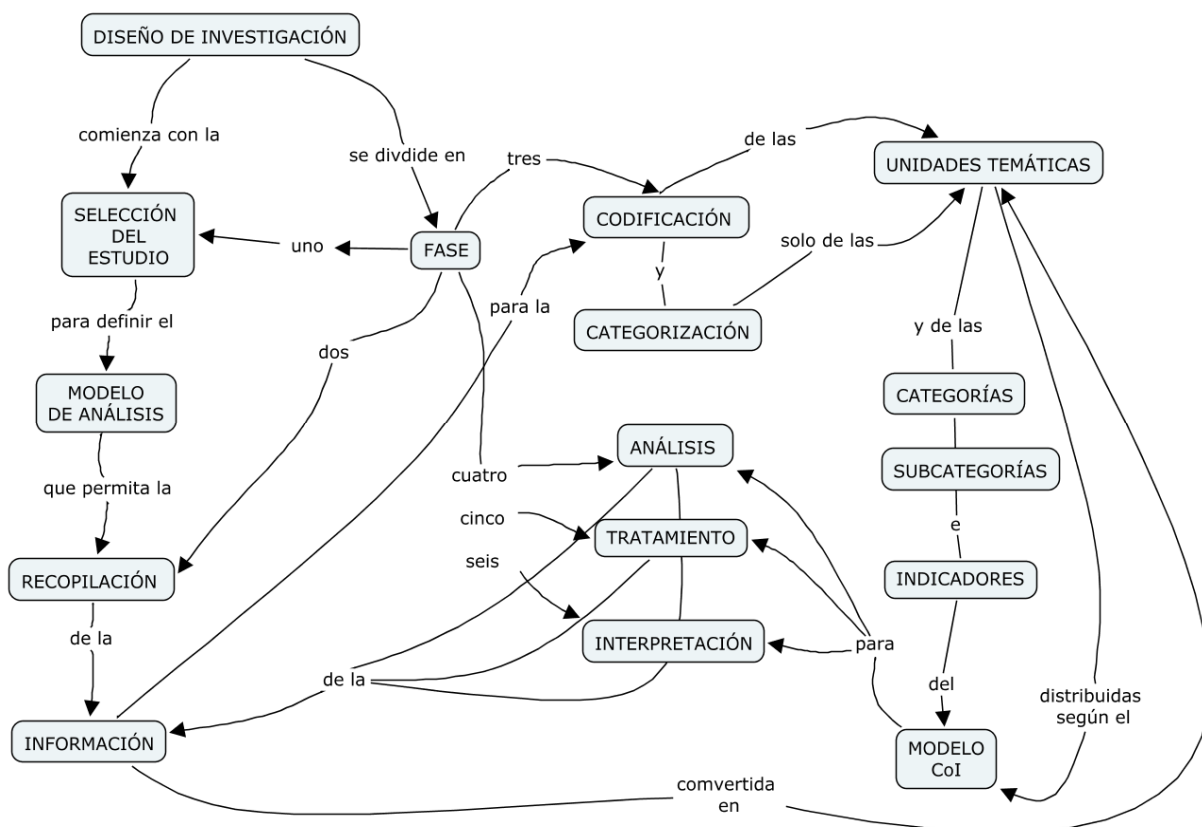 DISEÑO DE INVESTIGACIÓN
comienza con la
se divdide en
tres
de las
UNIDADES TEMÁTICAS
SELECCIÓN
DEL
ESTUDIO
uno
FASE
CODIFICACIÓN
solo de las
y
para definir el
para la
CATEGORIZACIÓN
dos
y de las
MODELO
DE ANÁLISIS
CATEGORÍAS
ANÁLISIS
SUBCATEGORÍAS
cuatro
que permita la
cinco
TRATAMIENTO
e
seis
RECOPILACIÓN
INDICADORES
de la
INTERPRETACIÓN
para
de la
del
distribuidas
según el
INFORMACIÓN
MODELO
CoI
comvertida
en